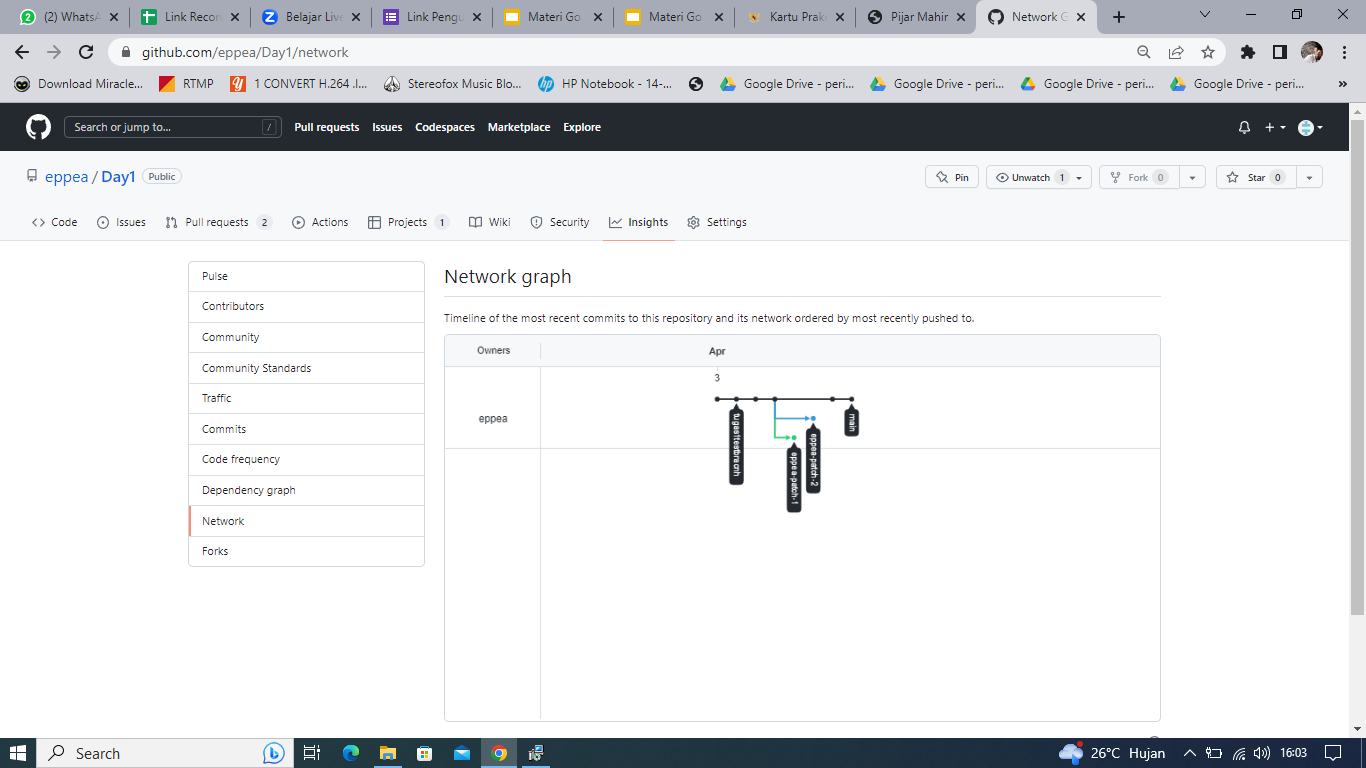 (2) WhatsA
Link Recor
Belajar Live
Link Pengu
Materi Go
Materi Go
Kartu Prake
Pijar Mahir
Network G
github.com/eppea/Day1/network
Download Miracle...
RTMP
1 CONVERT H.264 .I...
Stereofox Music Blo...
HP Notebook - 14-...
Google Drive - peri...
Google Drive - peri...
Google Drive - peri...
Google Drive - peri...
»
Search or jump to...
/
Pull requests
Issues
Codespaces
Marketplace
Explore
eppea / Day1
Public
Pin
Unwatch 1
Fork 0
Star 0
Code
Issues
Pull requests 2
Actions
Projects 1
Wiki
Security
Insights
Settings
Pulse
Contributors
Community
Community Standards
Traffic
Commits
Code frequency
Dependency graph
Network
Forks
Network graph
Timeline of the most recent commits to this repository and its network ordered by most recently pushed to.
Owners
Apr
3
eppea
tugas1testbracnh
eppea-patch-1
eppea-patch-2
main
Search
26°C Hujan
16:03